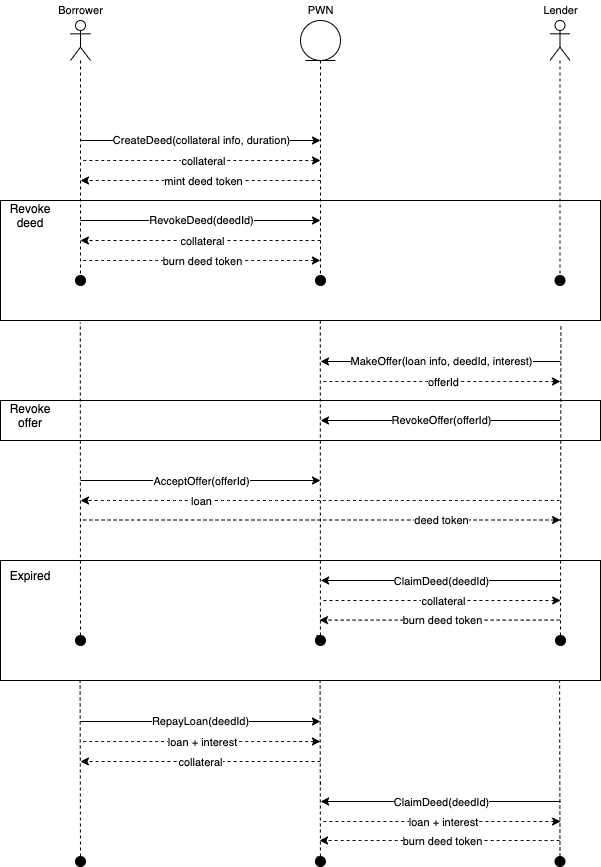 Borrower
PWN
Lender
CreateDeed(collateral info, duration)
collateral
mint deed token
Revoke
deed
RevokeDeed(deedId)
collateral
burn deed token
MakeOffer(loan info, deedId, interest)
offerId
Revoke
offer
RevokeOffer(offerId)
AcceptOffer(offerId)
loan
deed token
Expired
ClaimDeed(deedId)
collateral
burn deed token
RepayLoan(deedId)
loan + interest
collateral
ClaimDeed(deedId)
loan + interest
burn deed token